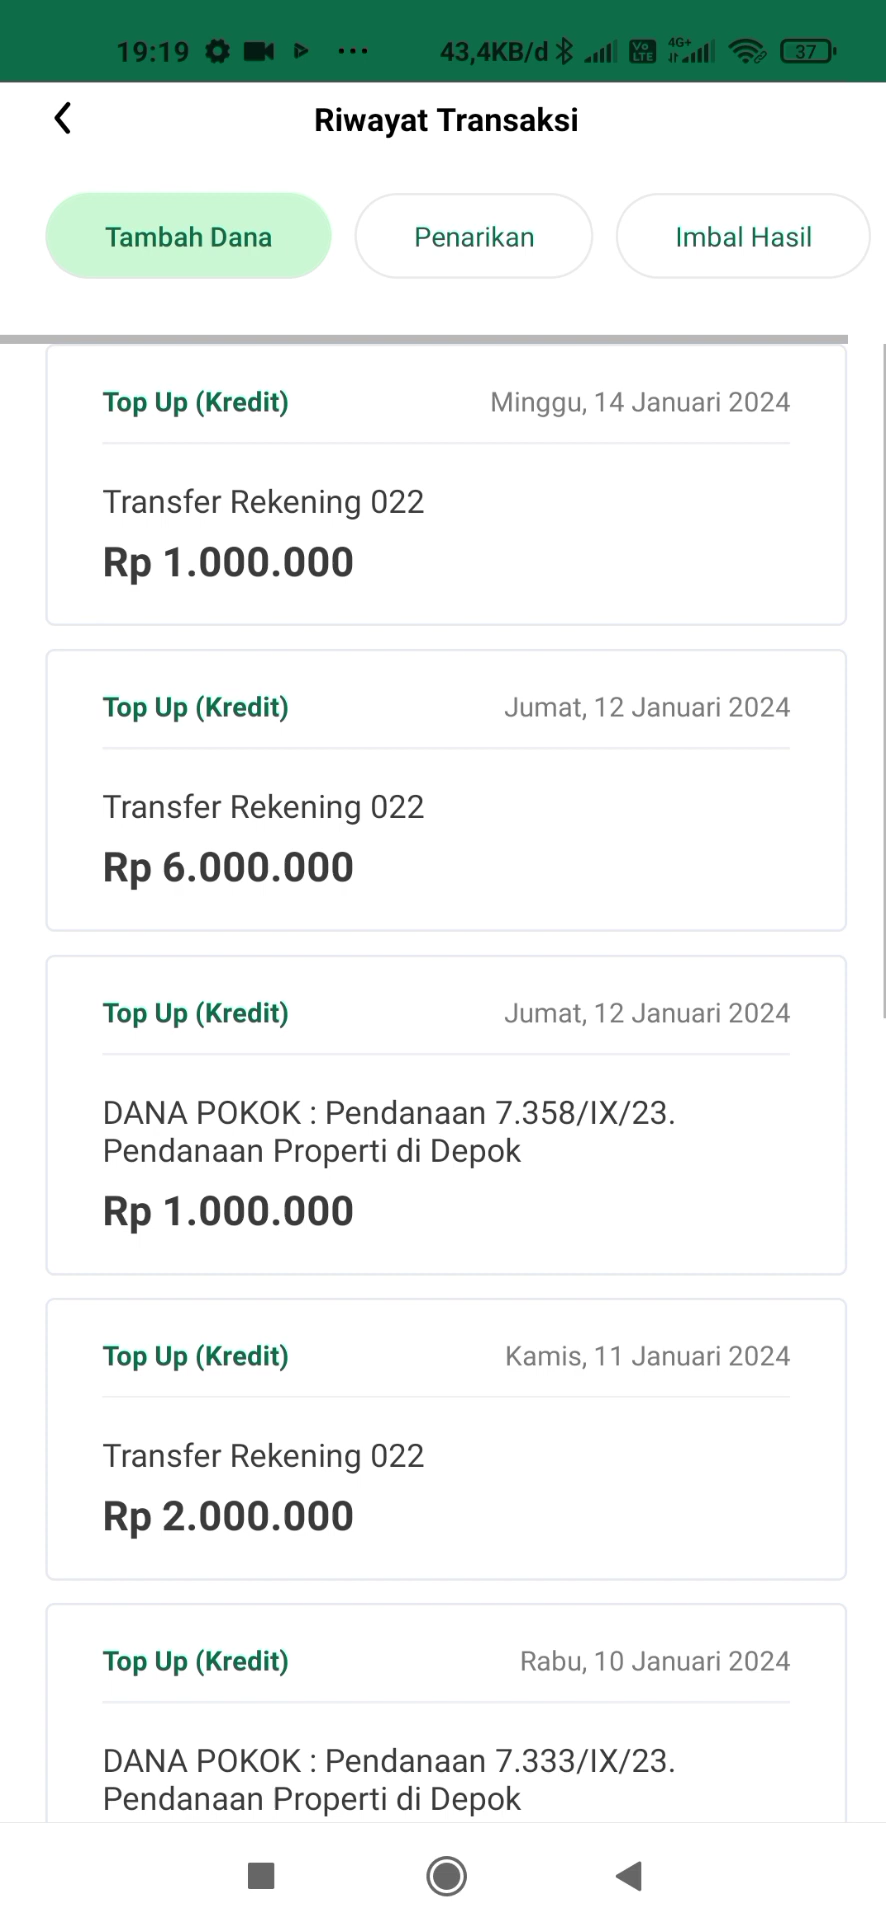 19:19 ... 43,4KB/d Vo LTE 4G+ 37
Riwayat Transaksi
Tambah Dana Penarikan Imbal Hasil
Top Up (Kredit) Minggu, 14 Januari 2024
Transfer Rekening 022
Rp 1.000.000
Top Up (Kredit) Jumat, 12 Januari 2024
Transfer Rekening 022
Rp 6.000.000
Top Up (Kredit) Jumat, 12 Januari 2024
DANA POKOK : Pendanaan 7.358/IX/23.
Pendanaan Properti di Depok
Rp 1.000.000
Top Up (Kredit) Kamis, 11 Januari 2024
Transfer Rekening 022
Rp 2.000.000
Top Up (Kredit) Rabu, 10 Januari 2024
DANA POKOK : Pendanaan 7.333/IX/23.
Pendanaan Properti di Depok